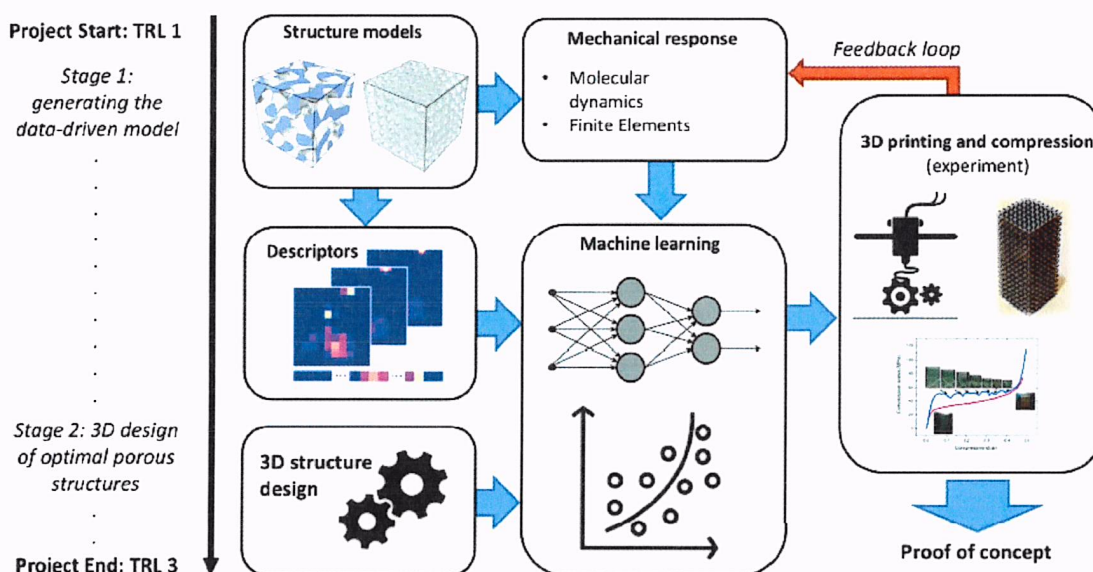 Project Start: TRL 1
Stage 1:
generating the
data-driven model
Structure models
Mechanical response
• Molecular
dynamics
• Finite Elements
Feedback loop
3D printing and compression
(experiment)
Descriptors
Machine learning
Stage 2: 3D design
of optimal porous
structures
3D structure
design
Project End: TRL 3
Proof of concept